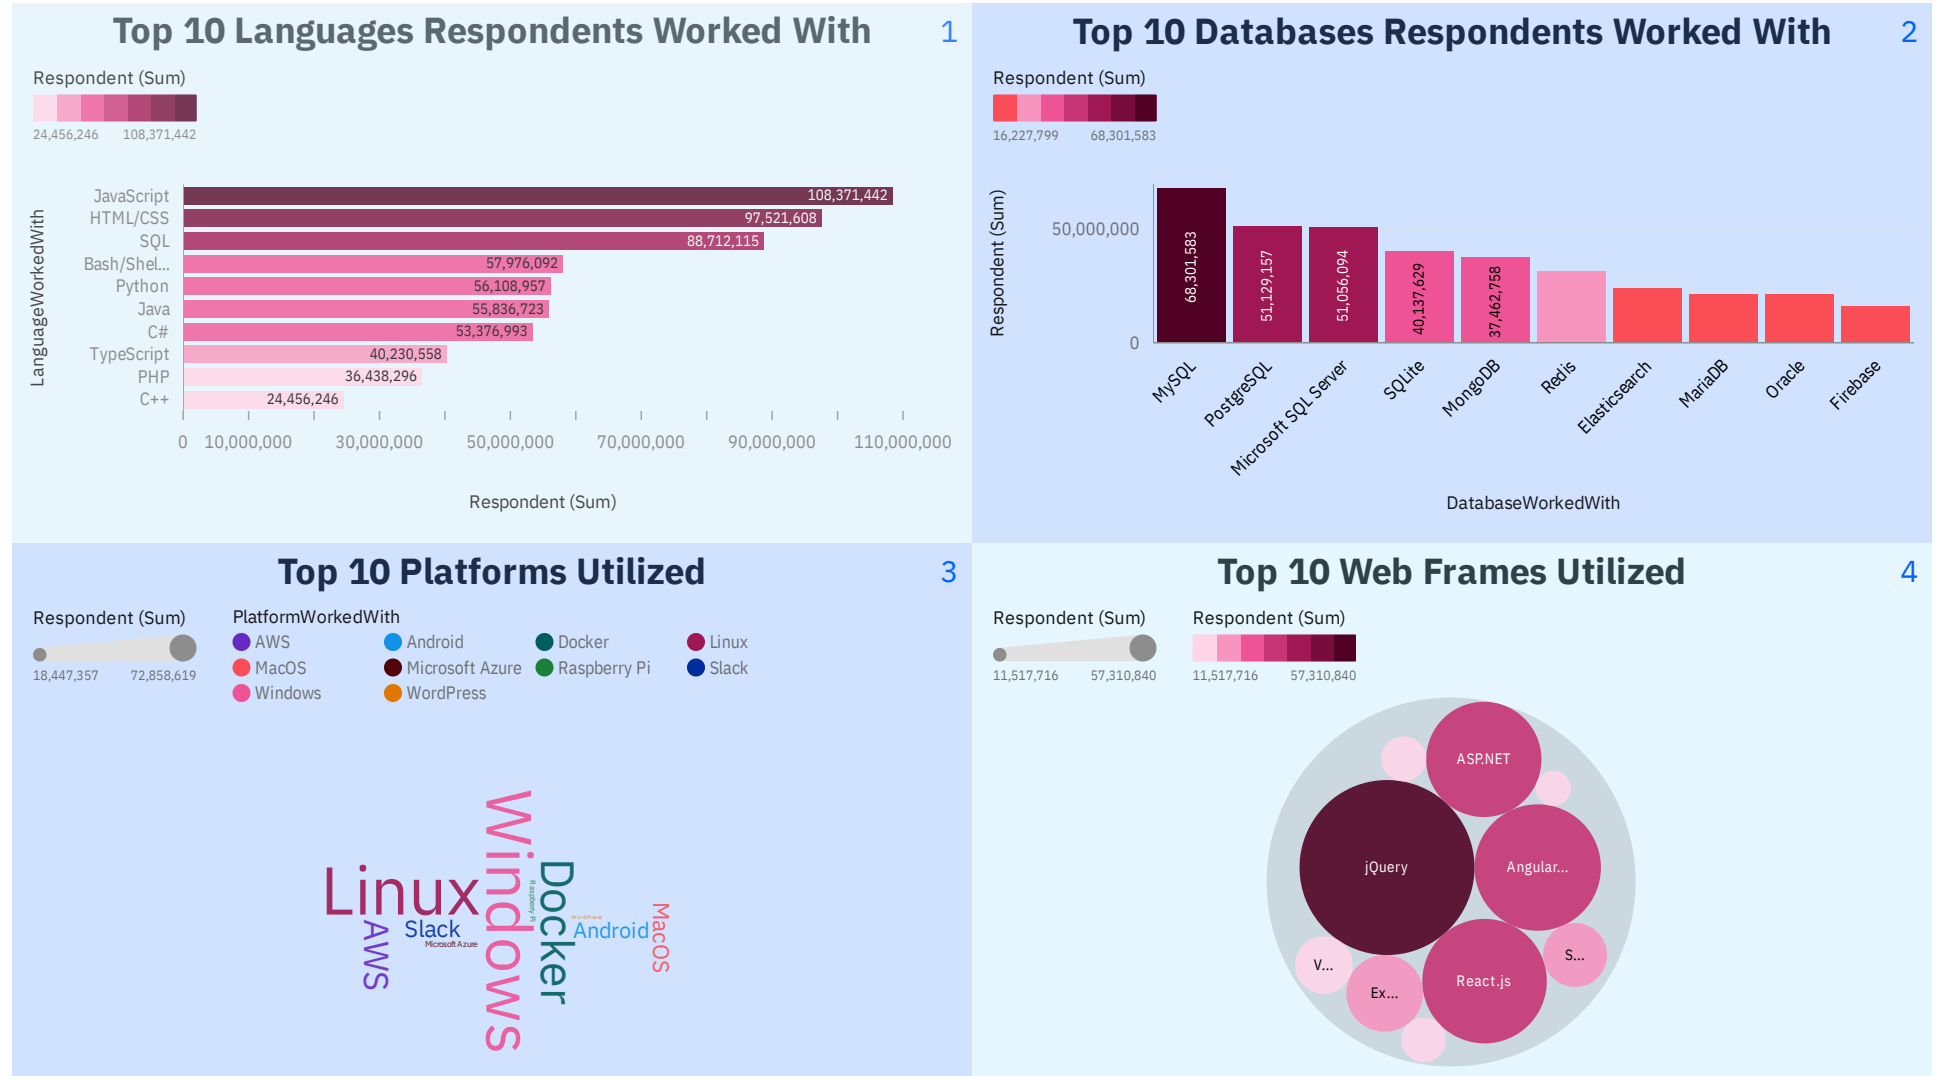 Top 10 Languages Respondents Worked With
1
Respondent (Sum)
24,456,246 108,371,442
LanguageWorkedWith
JavaScript 108,371,442
HTML/CSS 97,521,608
SQL 88,712,115
Bash/Shel... 57,976,092
Python 56,108,957
Java 55,836,723
C# 53,376,993
TypeScript 40,230,558
PHP 36,438,296
C++ 24,456,246
0 10,000,000 30,000,000 50,000,000 70,000,000 90,000,000 110,000,000
Respondent (Sum)
Top 10 Databases Respondents Worked With
2
Respondent (Sum)
16,227,799 68,301,583
Respondent (Sum)
50,000,000
0
68,301,583
51,129,157
51,056,094
40,137,629
37,462,758
MySQL
PostgreSQL
Microsoft SQL Server
SQLite
MongoDB
Redis
Elasticsearch
MariaDB
Oracle
Firebase
DatabaseWorkedWith
Top 10 Platforms Utilized
3
Respondent (Sum)
18,447,357 72,858,619
PlatformWorkedWith
AWS Android Docker Linux
MacOS Microsoft Azure Raspberry Pi Slack
Windows WordPress
Windows
Linux
Docker
Raspberry Pi
WordPress
Android
MacOS
Slack
AWS
Microsoft Azure
Top 10 Web Frames Utilized
4
Respondent (Sum)
11,517,716 57,310,840
Respondent (Sum)
11,517,716 57,310,840
ASP.NET
jQuery
Angular...
S...
V...
Ex...
React.js